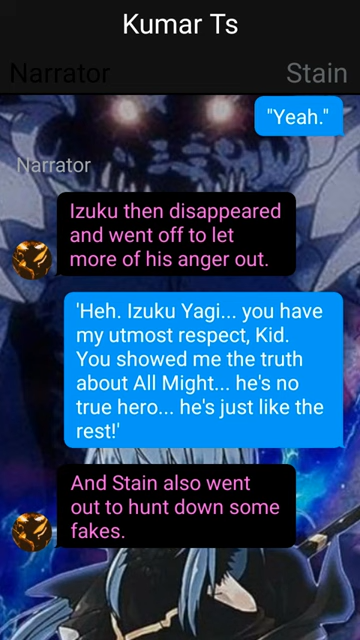 Kumar Ts
Narrator
Stain
"Yeah."
Narrator
Izuku then disappeared
and went off to let
more of his anger out.
'Heh. Izuku Yagi... you have
my utmost respect, Kid.
You showed me the truth
about All Might... he's no
true hero... he's just like the
rest!'
And Stain also went
out to hunt down some
fakes.